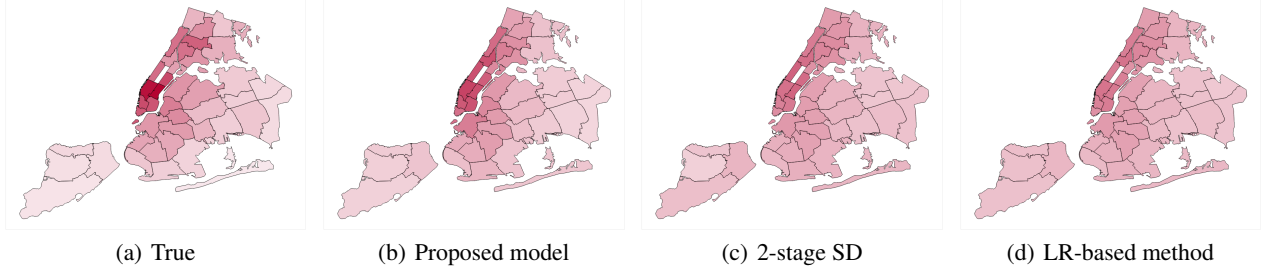 (a) True
(b) Proposed model
(c) 2-stage SD
(d) LR-based method